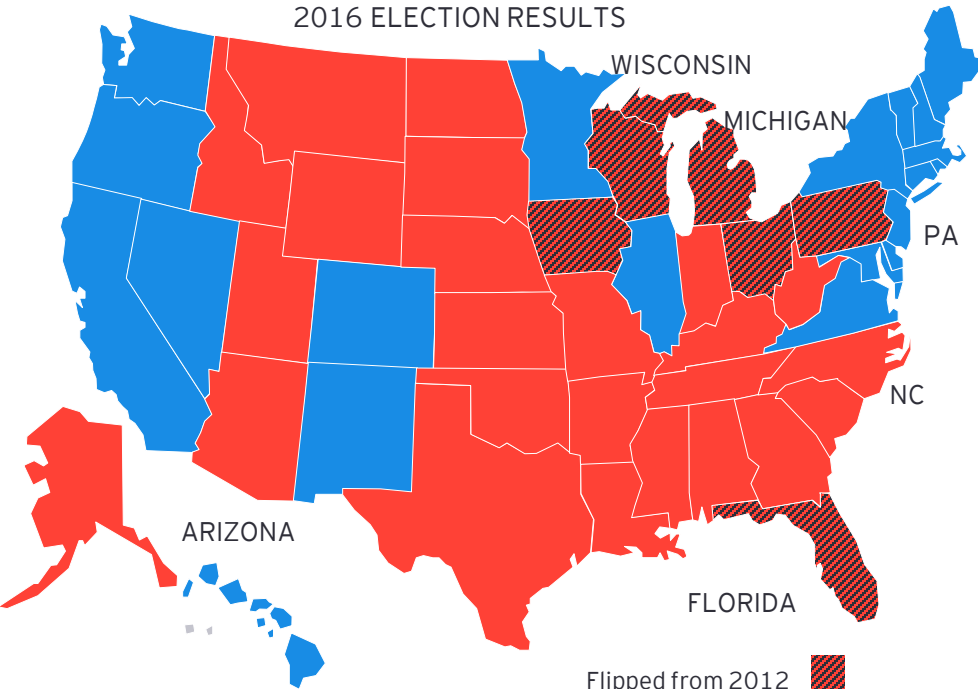 2016 ELECTION RESULTS
WISCONSIN
MICHIGAN
PA
NC
ARIZONA
FLORIDA
Flipped from 2012